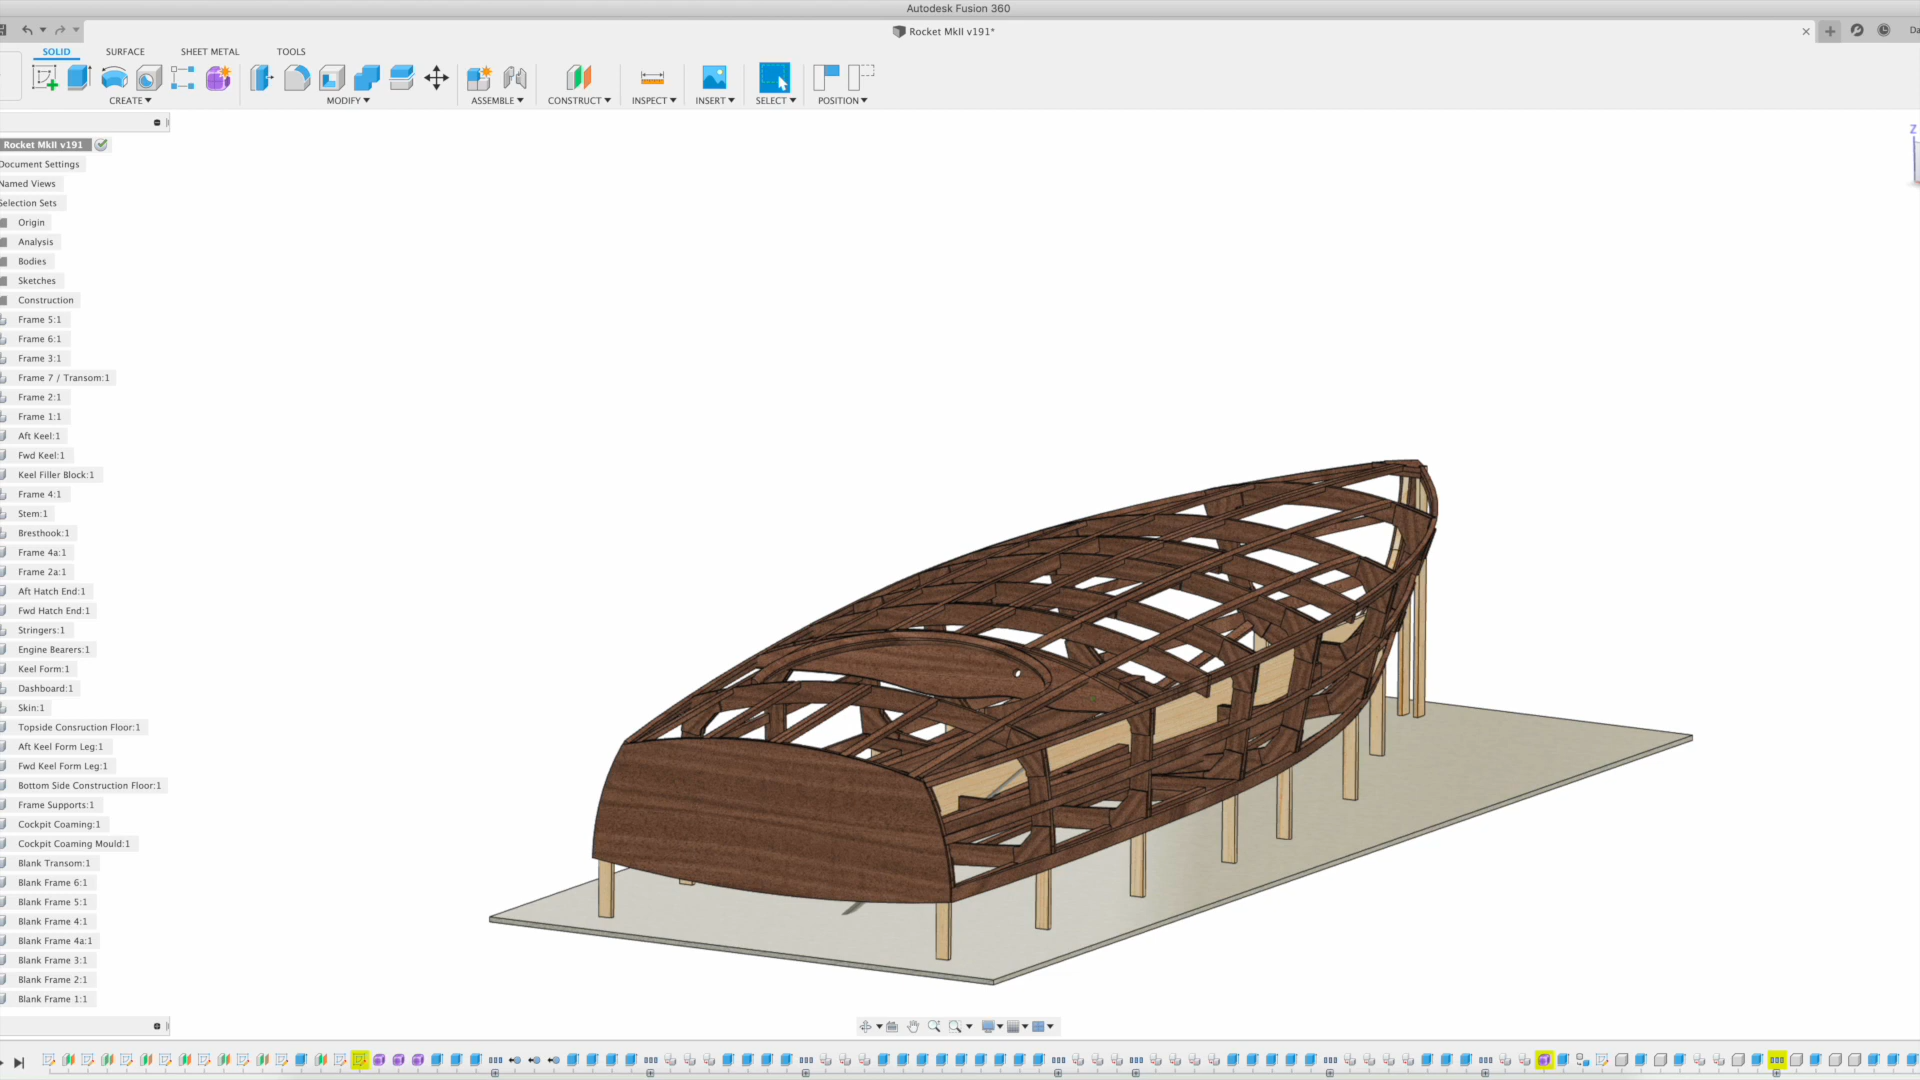 Autodesk Fusion 360
Rocket MkII v191*
Da
SOLID SURFACE SHEET METAL TOOLS
CREATE MODIFY ASSEMBLE CONSTRUCT INSPECT INSERT SELECT POSITION
Z
Rocket MkII v191
Document Settings
Named Views
Selection Sets
Origin
Analysis
Bodies
Sketches
Construction
Frame 5:1
Frame 6:1
Frame 3:1
Frame 7 / Transom:1
Frame 2:1
Frame 1:1
Aft Keel:1
Fwd Keel:1
Keel Filler Block:1
Frame 4:1
Stem:1
Bresthook:1
Frame 4a:1
Frame 2a:1
Aft Hatch End:1
Fwd Hatch End:1
Stringers:1
Engine Bearers:1
Keel Form:1
Dashboard:1
Skin:1
Topside Consruction Floor:1
Aft Keel Form Leg:1
Fwd Keel Form Leg:1
Bottom Side Construction Floor:1
Frame Supports:1
Cockpit Coaming:1
Cockpit Coaming Mould:1
Blank Transom:1
Blank Frame 6:1
Blank Frame 5:1
Blank Frame 4:1
Blank Frame 4a:1
Blank Frame 3:1
Blank Frame 2:1
Blank Frame 1:1